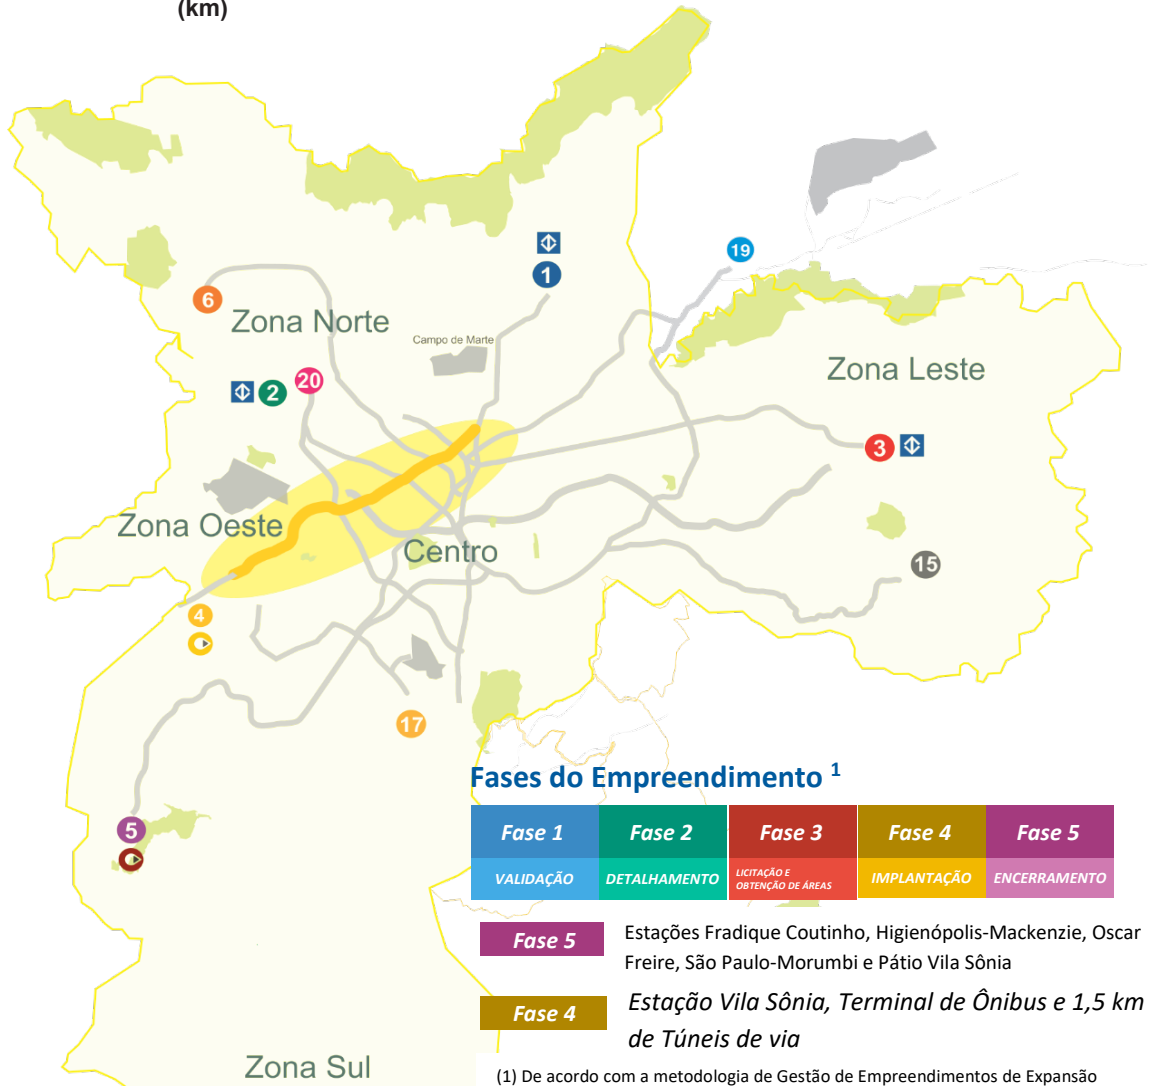 (km)
19
1
6
Zona Norte
Campo de Marte
Zona Leste
2
20
3
Zona Oeste
Centro
15
4
17
5
Fases do Empreendimento ¹
Fase 1
Fase 2
Fase 3
Fase 4
Fase 5
VALIDAÇÃO
DETALHAMENTO
LICITAÇÃO E
OBTENÇÃO DE ÁREAS
IMPLANTAÇÃO
ENCERRAMENTO
Fase 5
Estações Fradique Coutinho, Higienópolis-Mackenzie, Oscar
Freire, São Paulo-Morumbi e Pátio Vila Sônia
Fase 4
Estação Vila Sônia, Terminal de Ônibus e 1,5 km
de Túneis de via
Zona Sul
(1) De acordo com a metodologia de Gestão de Empreendimentos de Expansão